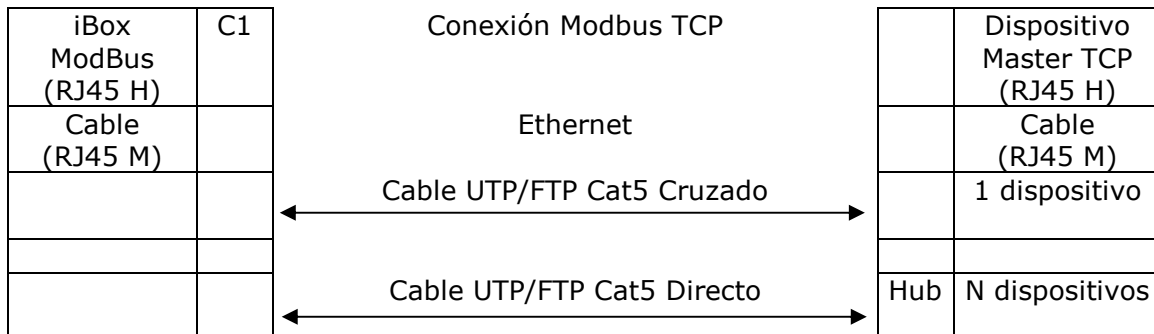 iBox C1 Conexión Modbus TCP Dispositivo
ModBus Master TCP
(RJ45 H) (RJ45 H)
Cable Ethernet Cable
(RJ45 M) (RJ45 M)
Cable UTP/FTP Cat5 Cruzado 1 dispositivo
Cable UTP/FTP Cat5 Directo Hub N dispositivos